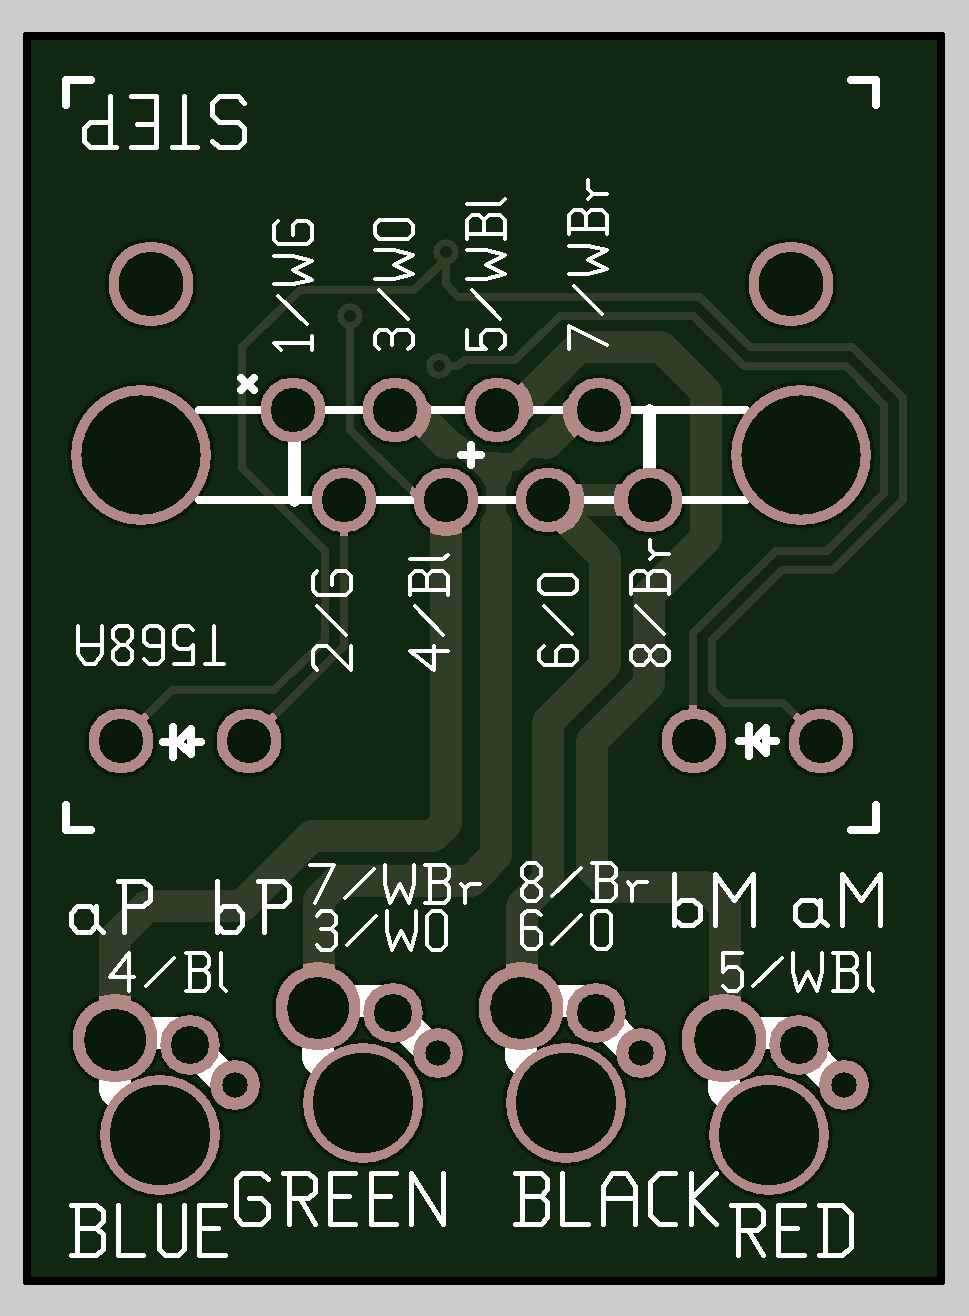 STEP
1/WG 3/WO 5/WBl 7/WBr
2/G 4/Bl 6/O 8/Br
T568A
7/WBr 8/Br
aP bP 3/WO 6/O bM aM
4/Bl 5/WBl
GREEN BLACK
BLUE RED